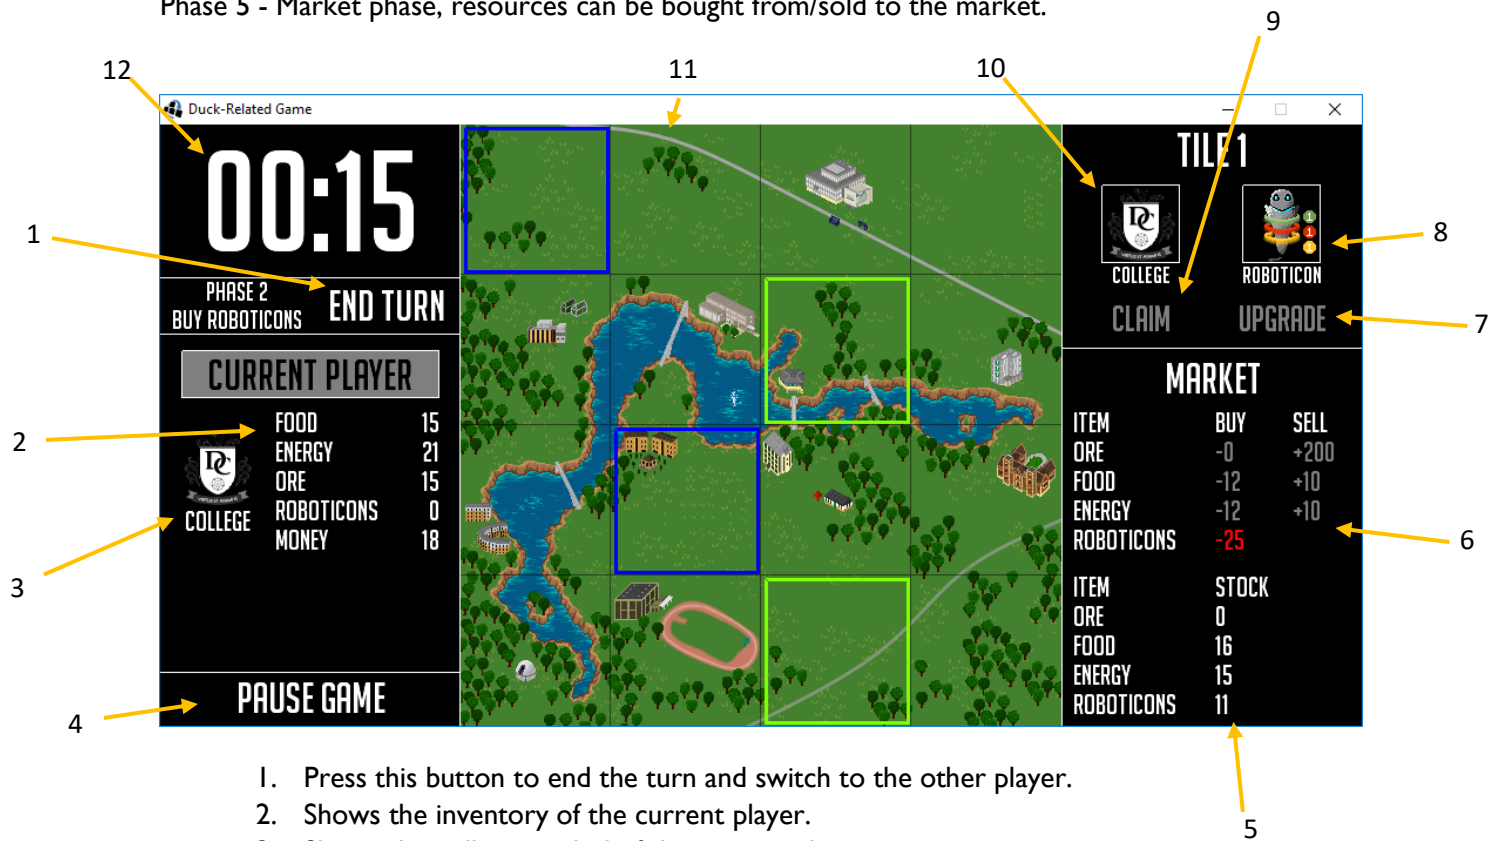 Phase 5 - Market phase, resources can be bought from/sold to the market.
9
12
11
10
Duck-Related Game
00:15
TILE 1
1
8
COLLEGE
ROBOTICON
PHASE 2
BUY ROBOTICONS
END TURN
CLAIM
UPGRADE
7
CURRENT PLAYER
MARKET
FOOD 15
ENERGY 21
ORE 15
ROBOTICONS 0
MONEY 18
2
DC
COLLEGE
3
ITEM BUY SELL
ORE -0 +200
FOOD -12 +10
ENERGY -12 +10
ROBOTICONS -25
6
ITEM STOCK
ORE 0
FOOD 16
ENERGY 15
ROBOTICONS 11
PAUSE GAME
4
5
1. Press this button to end the turn and switch to the other player.
2. Shows the inventory of the current player.